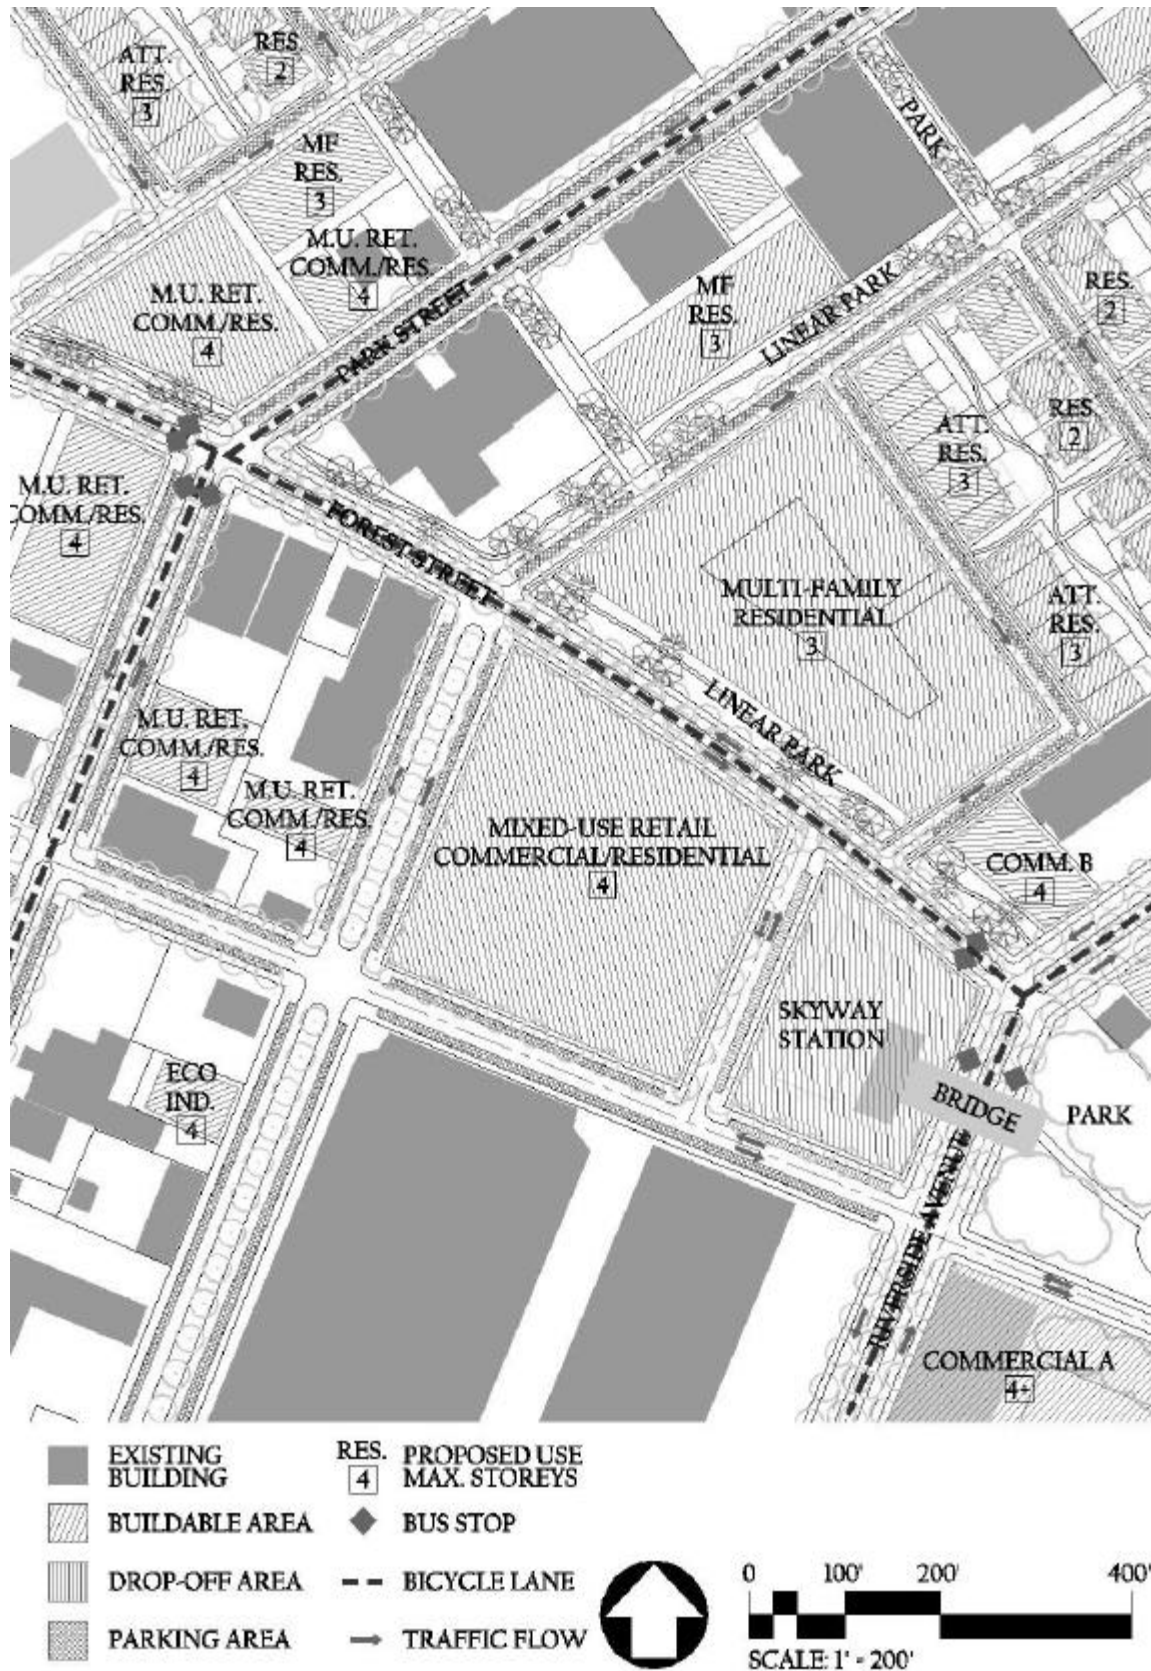 ATT.
RES.
3
RES.
2
MF
RES.
3
PARK
M.U. RET.
COMM./RES.
4
M.U. RET.
COMM./RES.
4
PARK STREET
MF
RES.
3
LINEAR PARK
RES.
2
ATT.
RES.
3
RES.
2
M.U. RET.
COMM./RES.
4
FOREST STREET
MULTI-FAMILY
RESIDENTIAL
3
ATT.
RES.
3
LINEAR PARK
M.U. RET.
COMM./RES.
4
M.U. RET.
COMM./RES.
4
MIXED-USE RETAIL
COMMERCIAL/RESIDENTIAL
4
COMM. B
4
SKYWAY
STATION
ECO
IND.
4
BRIDGE
PARK
RIVERSIDE AVENUE
COMMERCIAL A
4+
EXISTING
BUILDING
BUILDABLE AREA
DROP-OFF AREA
PARKING AREA
RES.
4
PROPOSED USE
MAX. STOREYS
BUS STOP
BICYCLE LANE
TRAFFIC FLOW
0 100' 200' 400'
SCALE: 1' - 200'